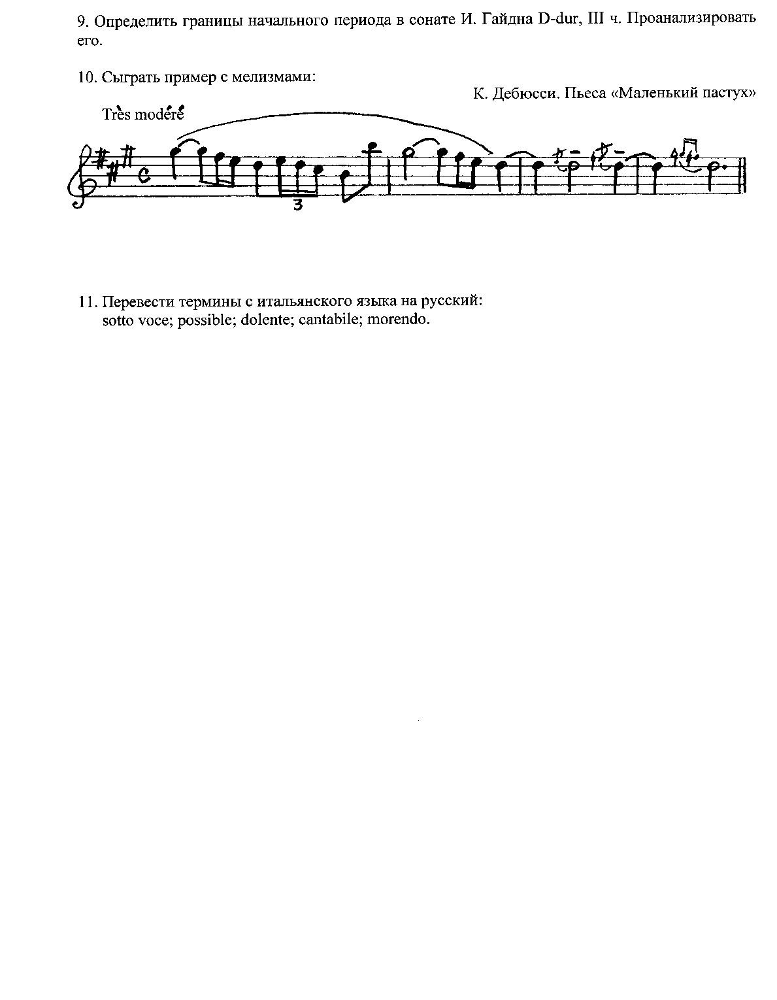 9. Определить границы начального периода в сонате И. Гайдна D-dur, III ч. Проанализировать
его.
10. Сыграть пример с мелизмами:
К. Дебюсси. Пьеса «Маленький пастух»
Très modéré
3
11. Перевести термины с итальянского языка на русский:
sotto voce; possible; dolente; cantabile; morendo.